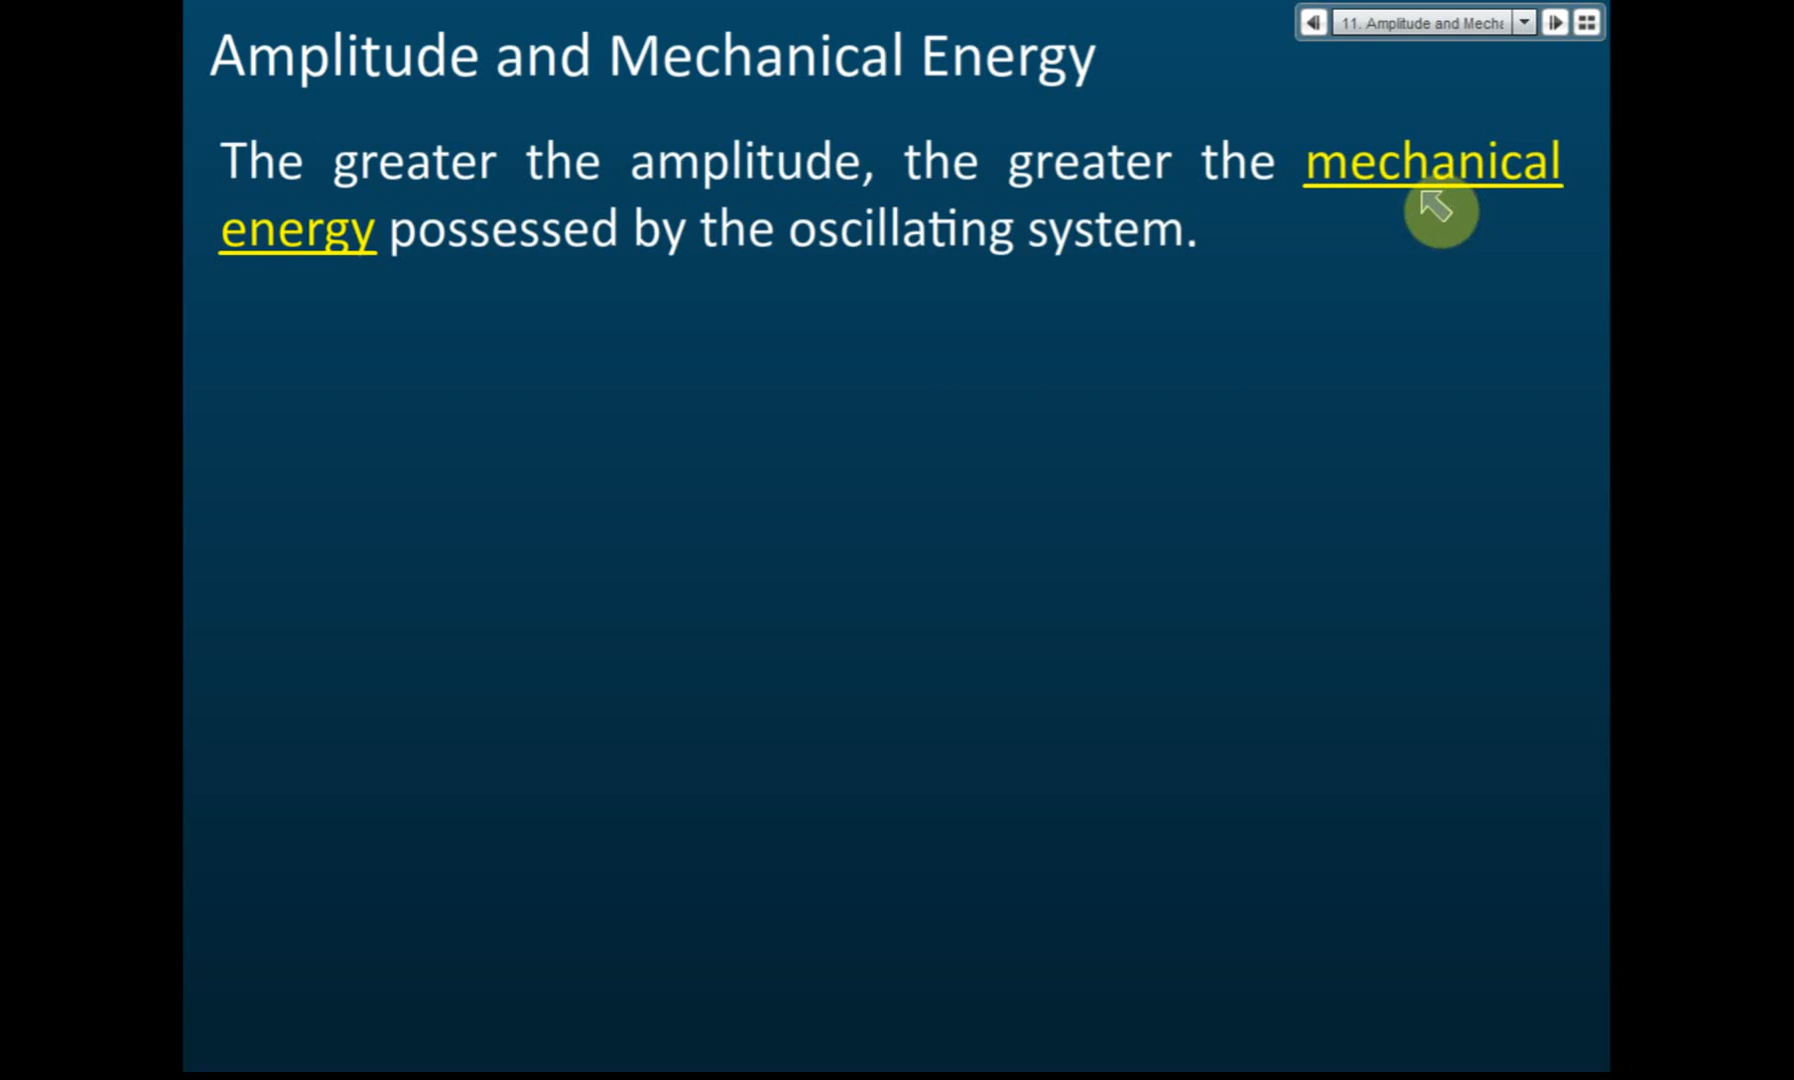 Amplitude and Mechanical Energy
11. Amplitude and Mecha
The greater the amplitude, the greater the mechanical
energy possessed by the oscillating system.